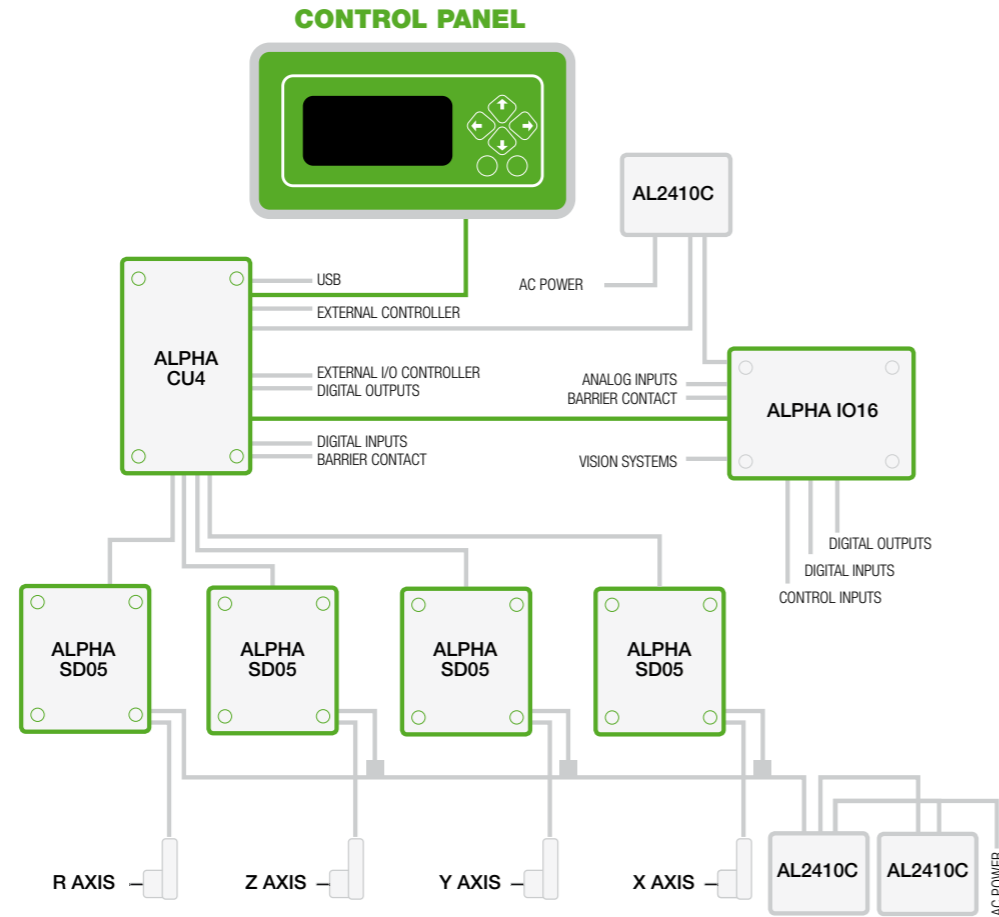 CONTROL PANEL
AL2410C
USB
AC POWER
EXTERNAL CONTROLLER
ALPHA
CU4
EXTERNAL I/O CONTROLLER
DIGITAL OUTPUTS
ANALOG INPUTS
BARRIER CONTACT
ALPHA IO16
DIGITAL INPUTS
BARRIER CONTACT
VISION SYSTEMS
DIGITAL OUTPUTS
DIGITAL INPUTS
CONTROL INPUTS
ALPHA
SD05
ALPHA
SD05
ALPHA
SD05
ALPHA
SD05
R AXIS
Z AXIS
Y AXIS
X AXIS
AL2410C
AL2410C
AC POWER